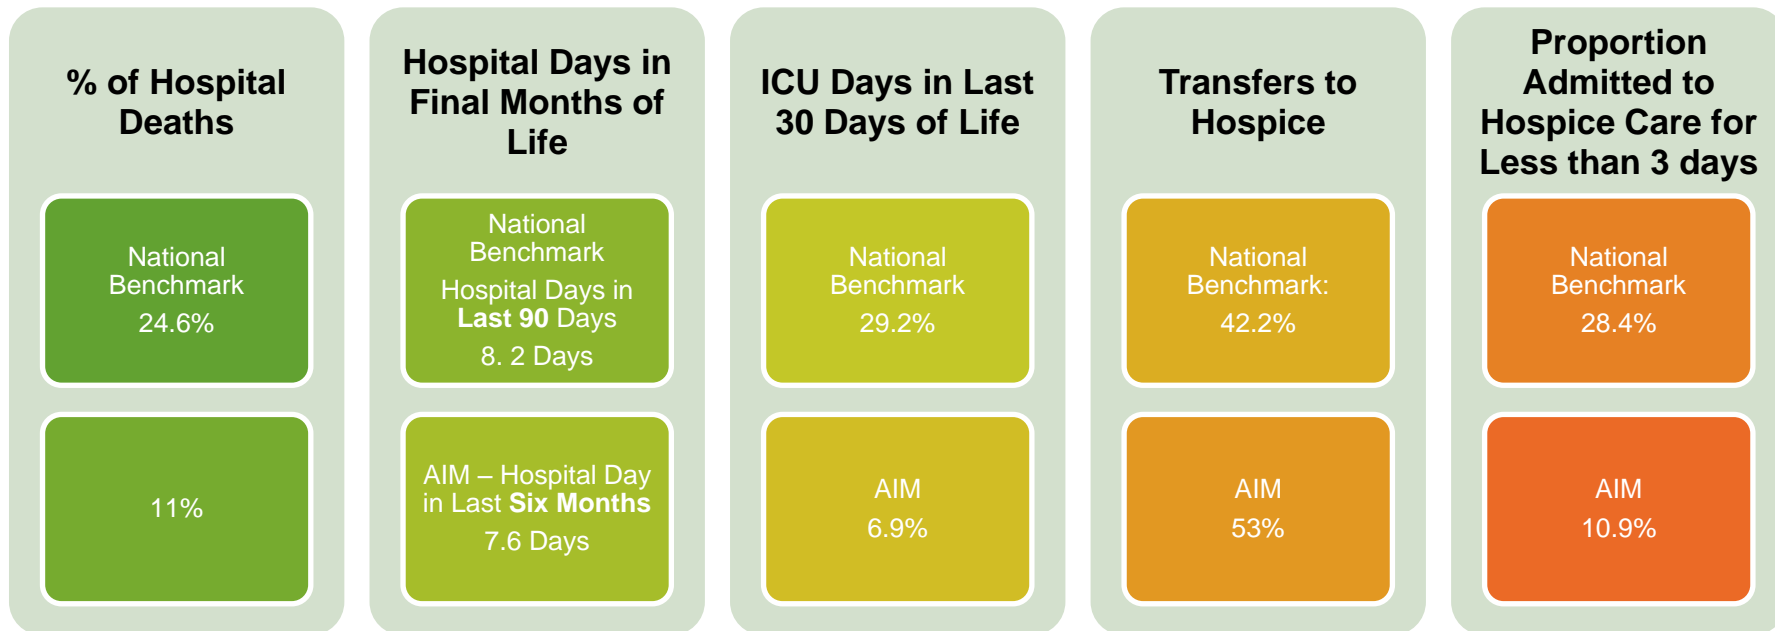 % of Hospital
Deaths
National
Benchmark
24.6%
11%
Hospital Days in
Final Months of
Life
National
Benchmark
Hospital Days in
Last 90 Days
8. 2 Days
AIM – Hospital Day
in Last Six Months
7.6 Days
ICU Days in Last
30 Days of Life
National
Benchmark
29.2%
AIM
6.9%
Transfers to
Hospice
National
Benchmark:
42.2%
AIM
53%
Proportion
Admitted to
Hospice Care for
Less than 3 days
National
Benchmark
28.4%
AIM
10.9%